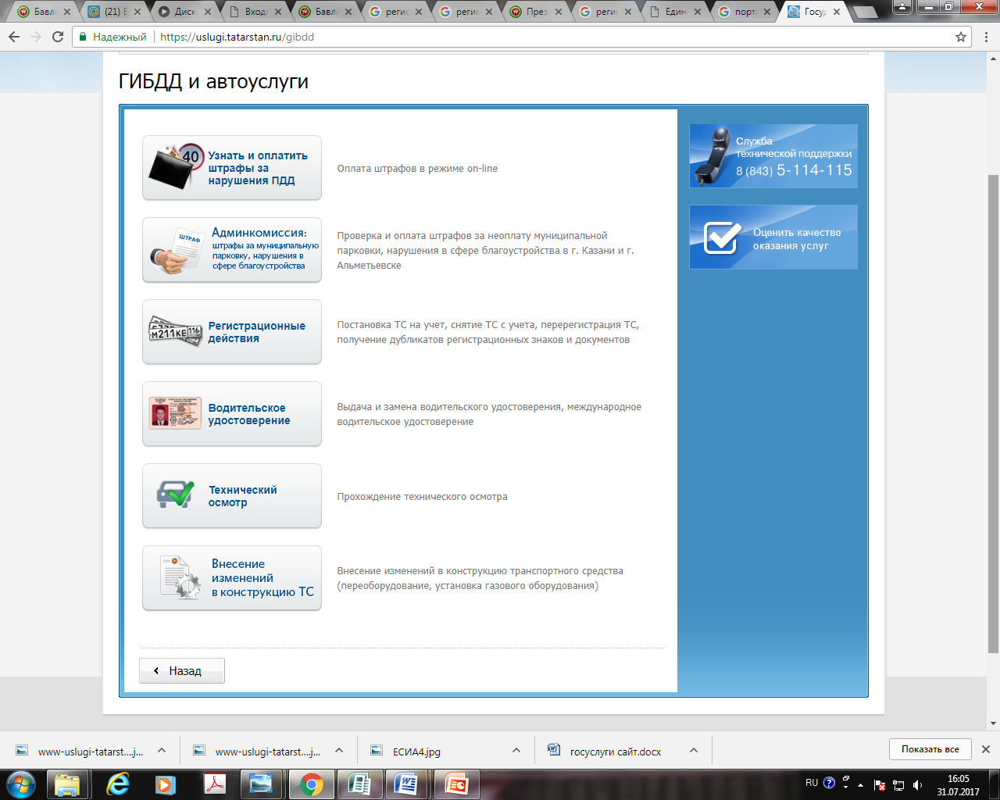 Бавли
(21) В
Диск
Вход
Бавли
регис
регис
През
регис
Един
порт
Госу
Надежный
https://uslugi.tatarstan.ru/gibdd
ГИБДД и автоуслуги
40
Узнать и оплатить
штрафы за
нарушения ПДД
Оплата штрафов в режиме on-line
Служба
технической поддержки
8 (843) 5-114-115
Оценить качество
оказания услуг
ШТРАФ
Админкомиссия:
штрафы за муниципальную
парковку, нарушения в
сфере благоустройства
Проверка и оплата штрафов за неоплату муниципальной
парковки, нарушения в сфере благоустройства в г. Казани и г.
Альметьевске
М211КЕ 116
Регистрационные
действия
Постановка ТС на учет, снятие ТС с учета, перерегистрация ТС,
получение дубликатов регистрационных знаков и документов
Водительское
удостоверение
Выдача и замена водительского удостоверения, международное
водительское удостоверение
Технический
осмотр
Прохождение технического осмотра
Внесение
изменений
в конструкцию ТС
Внесение изменений в конструкцию транспортного средства
(переоборудование, установка газового оборудования)
Назад
www-uslugi-tatarst....j...
www-uslugi-tatarst....j...
ЕСИА4.jpg
госуслуги сайт.docx
Показать все
RU
16:05
31.07.2017